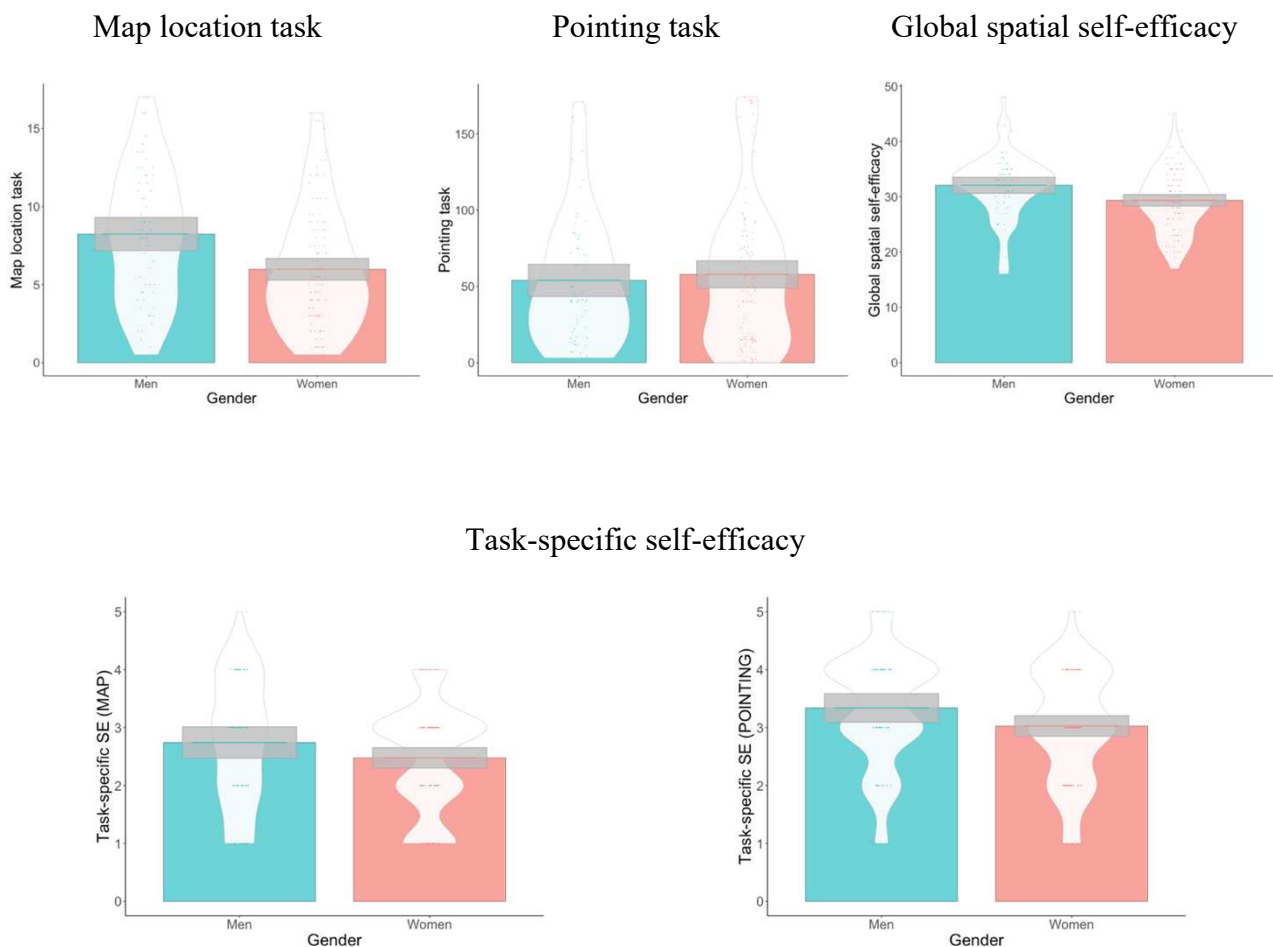 Map location task
Pointing task
Global spatial self-efficacy
Map location task
15
10
5
0
Men
Women
Gender
Pointing task
150
100
50
0
Men
Women
Gender
Global spatial self-efficacy
50
40
30
20
10
0
Men
Women
Gender
Task-specific self-efficacy
Task-specific SE (MAP)
5
4
3
2
1
0
Men
Women
Gender
Task-specific SE (POINTING)
5
4
3
2
1
0
Men
Women
Gender